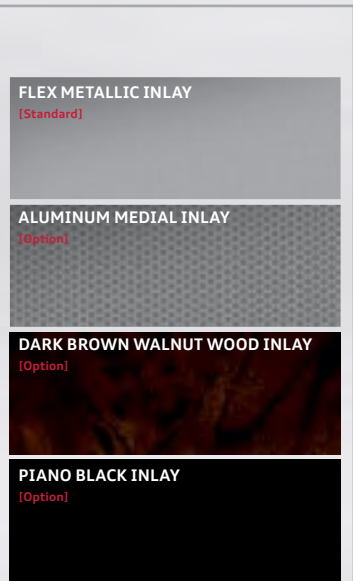 FLEX METALLIC INLAY
[Standard]
ALUMINUM MEDIAL INLAY
[Option]
DARK BROWN WALNUT WOOD INLAY
[Option]
PIANO BLACK INLAY
[Option]